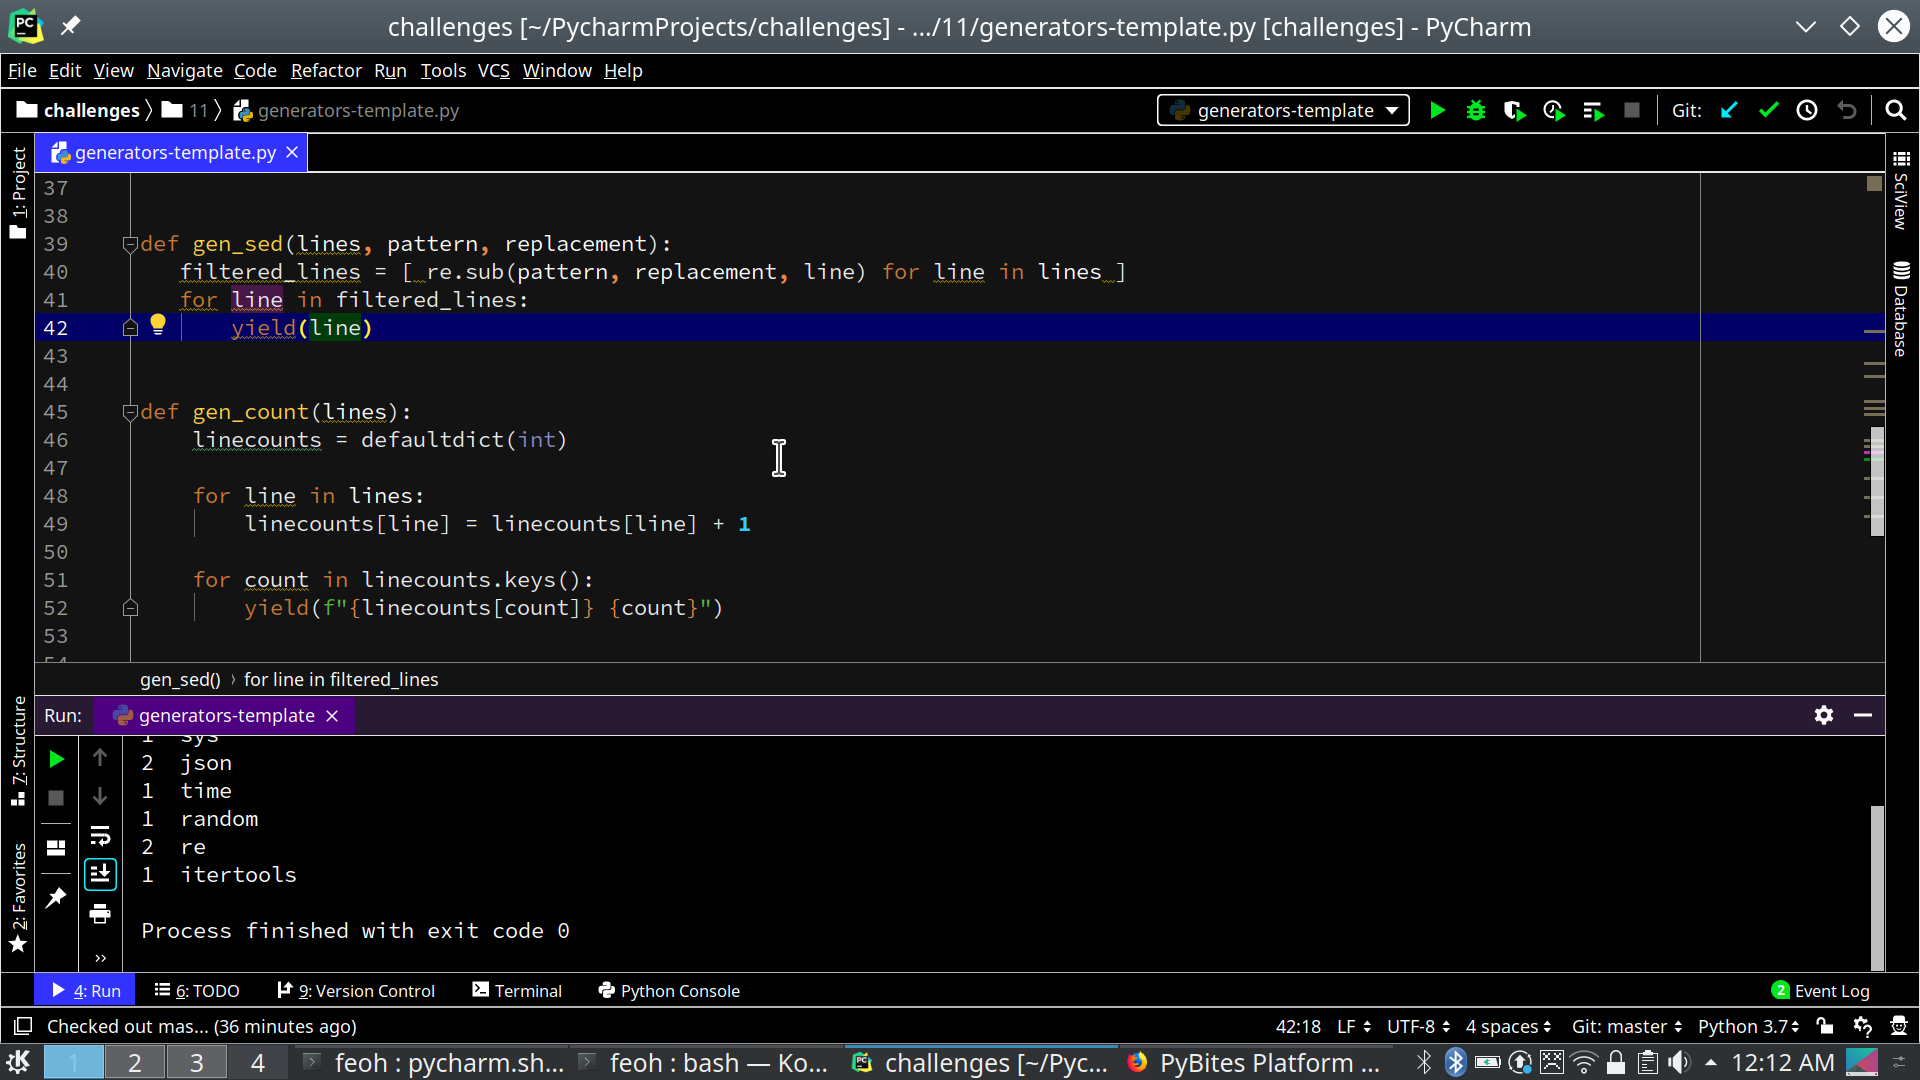 challenges [~/PycharmProjects/challenges] - .../11/generators-template.py [challenges] - PyCharm
File Edit View Navigate Code Refactor Run Tools VCS Window Help
challenges 11 generators-template.py generators-template Git:
generators-template.py
1: Project
7: Structure
2: Favorites
SciView
Database
37
38
39 def gen_sed(lines, pattern, replacement):
40 filtered_lines = [ re.sub(pattern, replacement, line) for line in lines ]
41 for line in filtered_lines:
42 yield(line)
43
44
45 def gen_count(lines):
46 linecounts = defaultdict(int)
47
48 for line in lines:
49 linecounts[line] = linecounts[line] + 1
50
51 for count in linecounts.keys():
52 yield(f"{linecounts[count]} {count}")
53
54
gen_sed() › for line in filtered_lines
Run: generators-template
1 sys
2 json
1 time
1 random
2 re
1 itertools
Process finished with exit code 0
4: Run 6: TODO 9: Version Control Terminal Python Console 2 Event Log
Checked out mas... (36 minutes ago) 42:18 LF UTF-8 4 spaces Git: master Python 3.7
1 2 3 4 feoh : pycharm.sh... feoh : bash — Ko... challenges [~/Pyc... PyBites Platform ... 12:12 AM